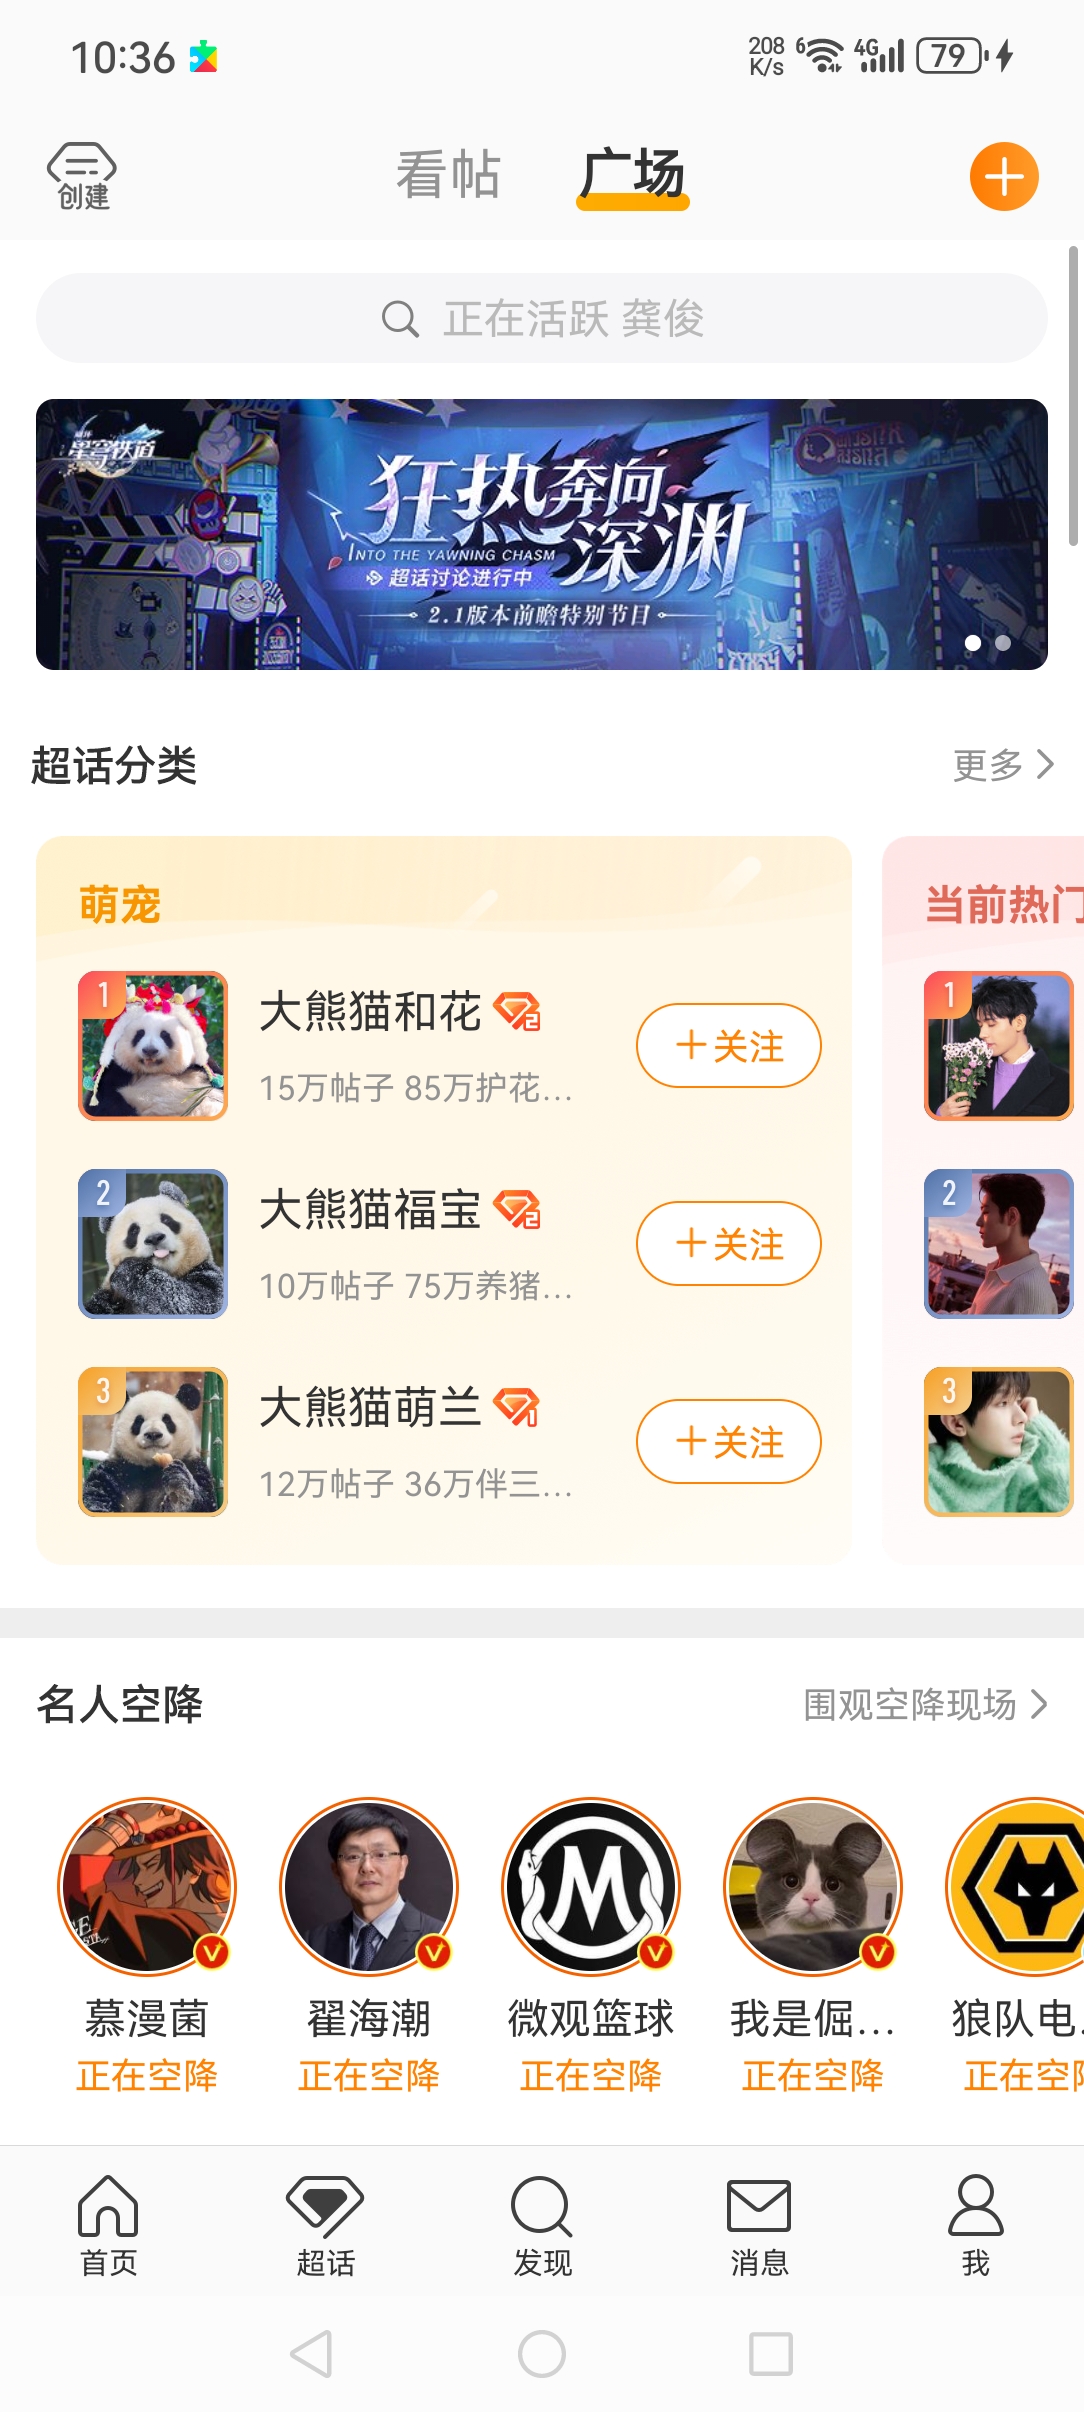 10:36
208 K/s
6
4G
79
创建
看帖
广场
正在活跃 龚俊
星穹铁道
狂热奔向深渊
INTO THE YAWNING CHASM
超话讨论进行中
2.1版本前瞻特别节目
超话分类
更多
萌宠
1
大熊猫和花
2
15万帖子 85万护花...
+关注
2
大熊猫福宝
2
10万帖子 75万养猪...
+关注
3
大熊猫萌兰
1
12万帖子 36万伴三...
+关注
当前热门
1
2
3
名人空降
围观空降现场
慕漫菌
正在空降
翟海潮
正在空降
M
微观篮球
正在空降
我是倔...
正在空降
狼队电
正在空
首页
超话
发现
消息
我